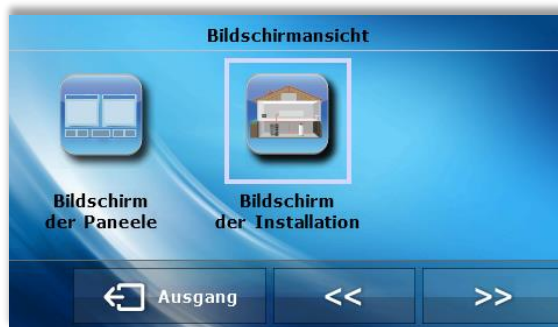 Bildschirmansicht
Bildschirm
der Paneele
Bildschirm
der Installation
Ausgang << >>